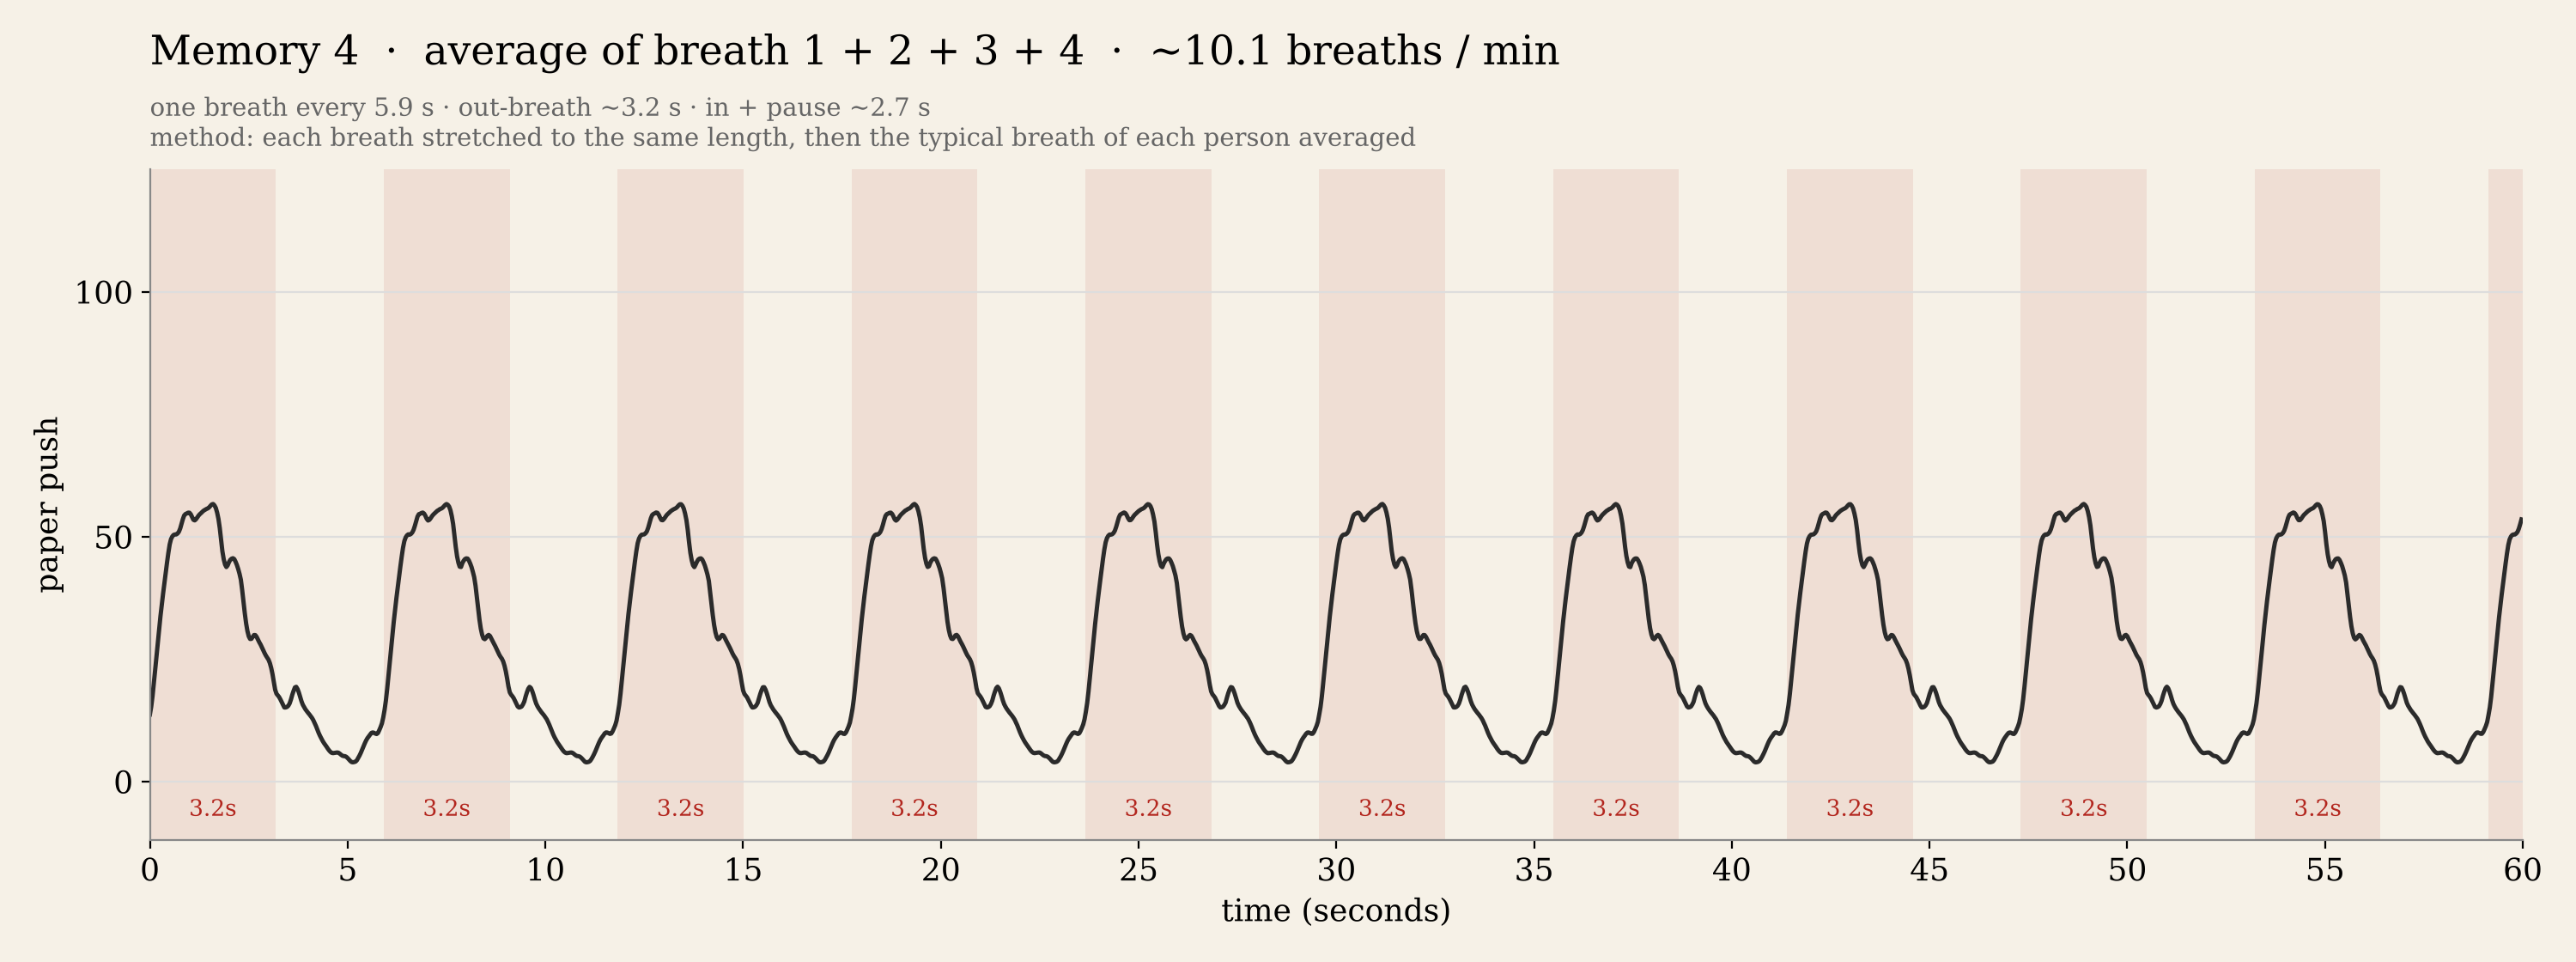 Memory 4 · average of breath 1 + 2 + 3 + 4 · ~10.1 breaths / min
one breath every 5.9 s · out-breath ~3.2 s · in + pause ~2.7 s
method: each breath stretched to the same length, then the typical breath of each person averaged
100
50
0
paper push
3.2s 3.2s 3.2s 3.2s 3.2s 3.2s 3.2s 3.2s 3.2s 3.2s
0 5 10 15 20 25 30 35 40 45 50 55 60
time (seconds)